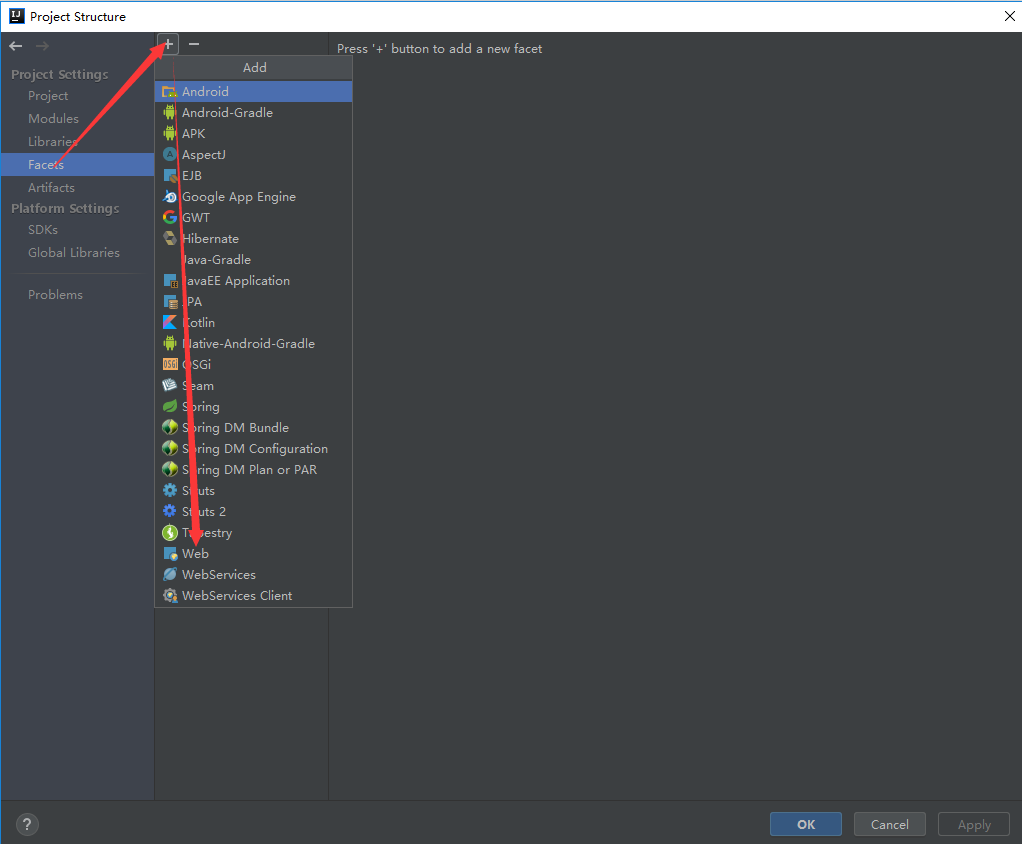 Project Structure
Press '+' button to add a new facet
Project Settings
Project
Modules
Libraries
Facets
Artifacts
Platform Settings
SDKs
Global Libraries
Problems
Add
Android
Android-Gradle
APK
AspectJ
EJB
Google App Engine
GWT
Hibernate
Java-Gradle
JavaEE Application
JPA
Kotlin
Native-Android-Gradle
OSGi
Seam
Spring
Spring DM Bundle
Spring DM Configuration
Spring DM Plan or PAR
Struts
Struts 2
Tapestry
Web
WebServices
WebServices Client
?
OK
Cancel
Apply